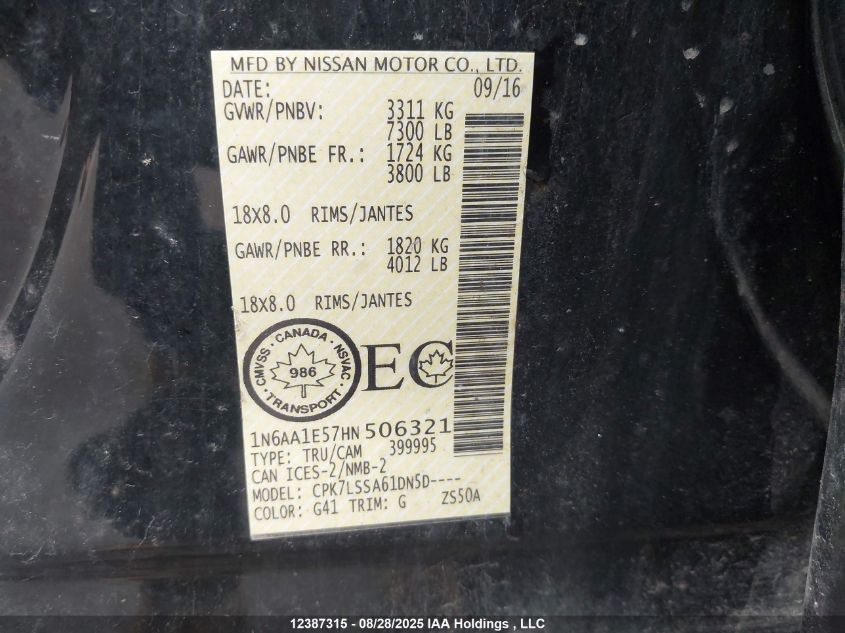 MFD BY NISSAN MOTOR CO., LTD.
DATE: 09/16
GVWR/PNBV: 3311 KG
7300 LB
GAWR/PNBE FR.: 1724 KG
3800 LB
18X8.0 RIMS/JANTES
GAWR/PNBE RR.: 1820 KG
4012 LB
18X8.0 RIMS/JANTES
CMVSS · CANADA · NSVAC · TRANSPORT ·
986
EC
1N6AA1E57HN506321
TYPE: TRU/CAM 399995
CAN ICES-2/NMB-2
MODEL: CPK7LSSA61DN5D----
COLOR: G41 TRIM: G ZS50A
12387315 - 08/28/2025 IAA Holdings , LLC